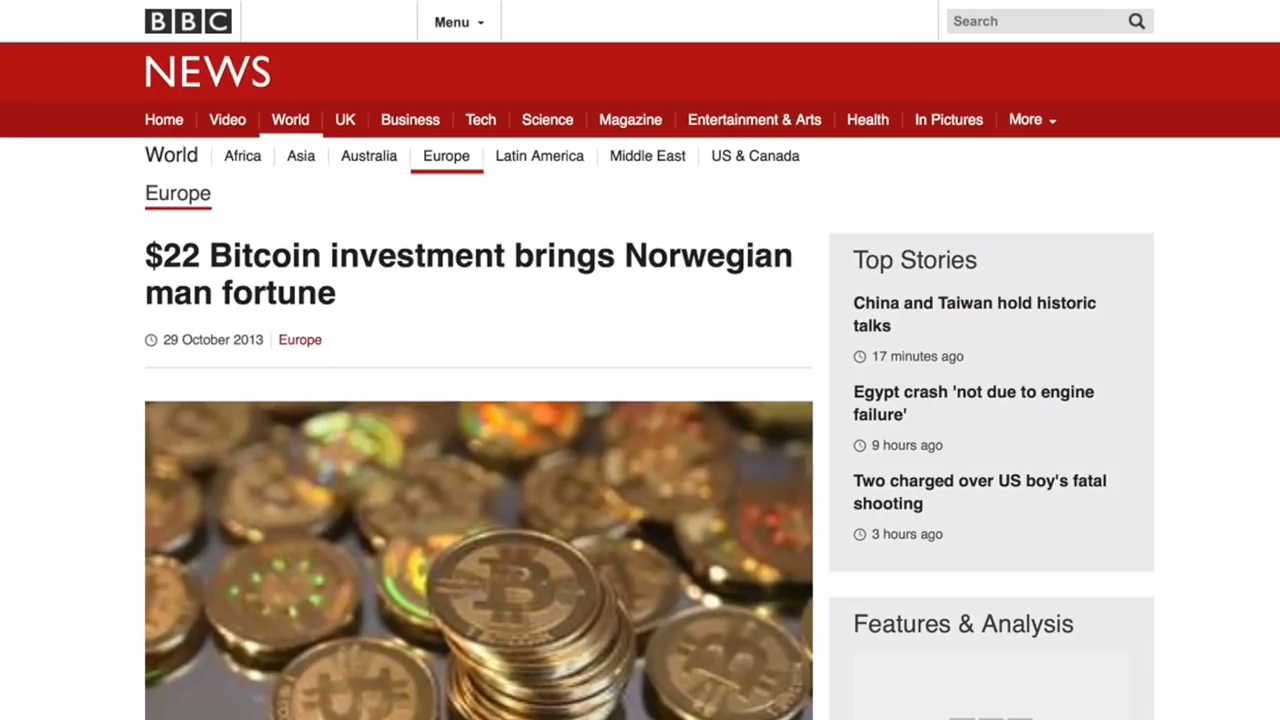 BBC
Menu
Search
NEWS
Home Video World UK Business Tech Science Magazine Entertainment & Arts Health In Pictures More
World Africa Asia Australia Europe Latin America Middle East US & Canada
Europe
$22 Bitcoin investment brings Norwegian
man fortune
29 October 2013 Europe
Top Stories
China and Taiwan hold historic
talks
17 minutes ago
Egypt crash 'not due to engine
failure'
9 hours ago
Two charged over US boy's fatal
shooting
3 hours ago
Features & Analysis